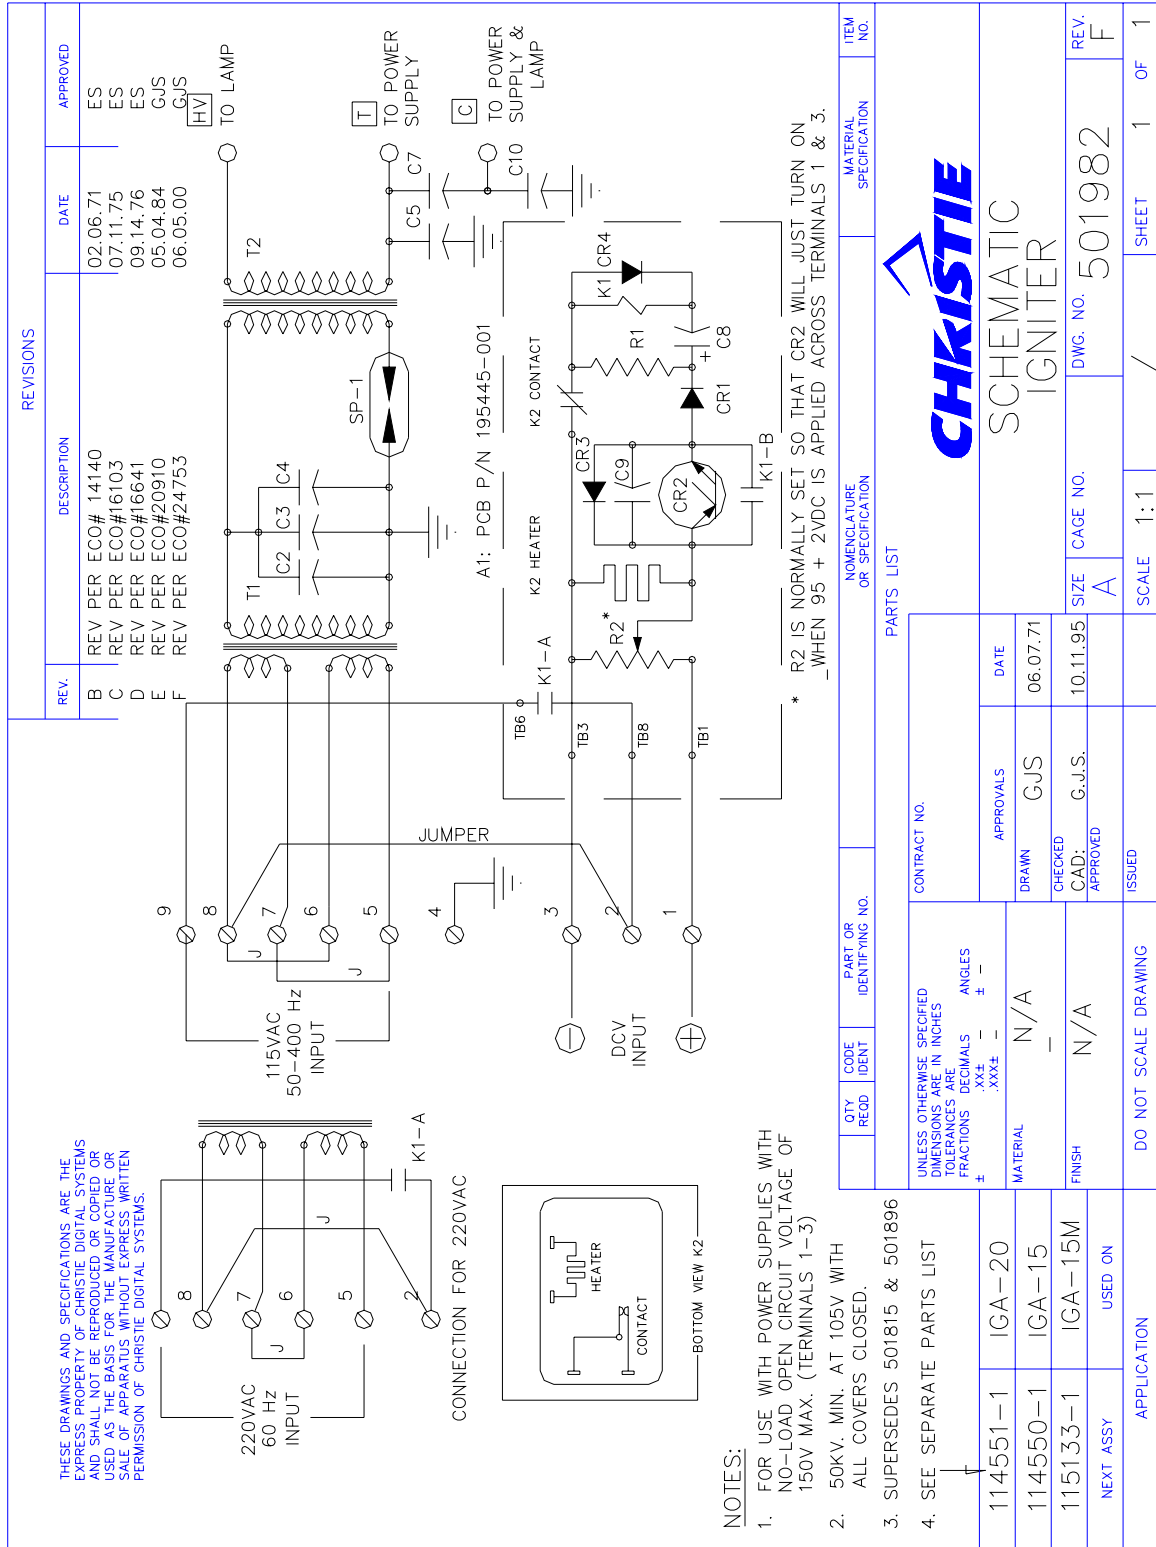 THESE DRAWINGS AND SPECIFICATIONS ARE THE
EXPRESS PROPERTY OF CHRISTIE DIGITAL SYSTEMS
AND SHALL NOT BE REPRODUCED OR COPIED OR
USED AS THE BASIS FOR THE MANUFACTURE OR
SALE OF APPARATUS WITHOUT EXPRESS WRITTEN
PERMISSION OF CHRISTIE DIGITAL SYSTEMS.
REVISIONS
REV. DESCRIPTION DATE APPROVED
B REV PER ECO# 14140 02.06.71 ES
C REV PER ECO#16103 07.11.75 ES
D REV PER ECO#16641 09.14.76 ES
E REV PER ECO#20910 05.04.84 GJS
F REV PER ECO#24753 06.05.00 GJS
220VAC
60 Hz
INPUT
8
7
6
5
2
J
J
K1-A
CONNECTION FOR 220VAC
115VAC
50-400 Hz
INPUT
9
8
7
6
5
4
3
2
1
J
J
JUMPER
DCV
INPUT
T1
C2
C3
C4
SP-1
T2
HV
TO LAMP
T
TO POWER
SUPPLY
C
TO POWER
SUPPLY &
LAMP
C5
C7
C10
A1: PCB P/N 195445-001
TB6
K1-A
TB3
TB8
TB1
R2*
K2 HEATER
K2 CONTACT
CR3
C9
CR2
K1-B
CR1
R1
+
C8
K1
CR4
* R2 IS NORMALLY SET SO THAT CR2 WILL JUST TURN ON
WHEN 95 + 2VDC IS APPLIED ACROSS TERMINALS 1 & 3.
HEATER
CONTACT
BOTTOM VIEW K2
NOTES:
1. FOR USE WITH POWER SUPPLIES WITH
NO-LOAD OPEN CIRCUIT VOLTAGE OF
150V MAX. (TERMINALS 1-3)
2. 50KV. MIN. AT 105V WITH
ALL COVERS CLOSED.
3. SUPERSEDES 501815 & 501896
4. SEE SEPARATE PARTS LIST
QTY
REQD
CODE
IDENT
PART OR
IDENTIFYING NO.
NOMENCLATURE
OR SPECIFICATION
MATERIAL
SPECIFICATION
ITEM
NO.
PARTS LIST
114551-1 IGA-20
114550-1 IGA-15
115133-1 IGA-15M
NEXT ASSY USED ON
APPLICATION
UNLESS OTHERWISE SPECIFIED
DIMENSIONS ARE IN INCHES
TOLERANCES ARE
FRACTIONS DECIMALS ANGLES
± .XX± - ± -
.XXX± -
MATERIAL N/A
-
FINISH N/A
DO NOT SCALE DRAWING
CONTRACT NO.
APPROVALS DATE
DRAWN GJS 06.07.71
CHECKED
CAD: G.J.S. 10.11.95
APPROVED
ISSUED
CHRISTIE
SCHEMATIC
IGNITER
SIZE
A
CAGE NO.
DWG. NO. 501982
REV.
F
SCALE 1:1 / SHEET 1 OF 1